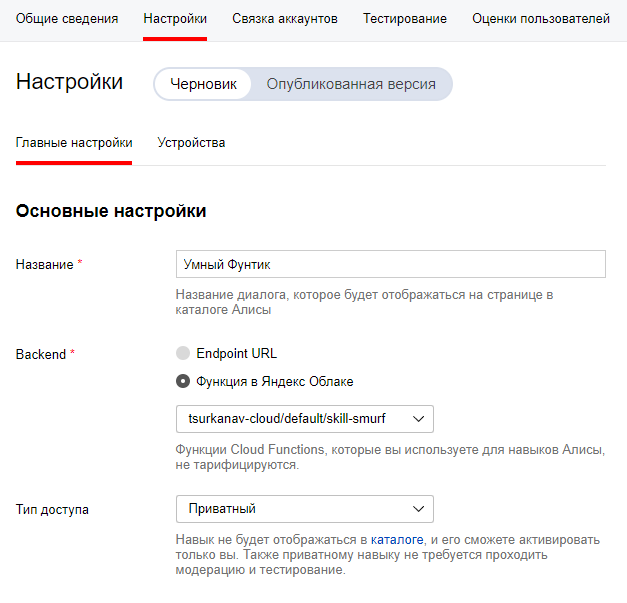 Общие сведения Настройки Связка аккаунтов Тестирование Оценки пользователей
Настройки Черновик Опубликованная версия
Главные настройки Устройства
Основные настройки
Название * Умный Фунтик
Название диалога, которое будет отображаться на странице в
каталоге Алисы
Backend * Endpoint URL
Функция в Яндекс Облаке
tsurkanav-cloud/default/skill-smurf
Функции Cloud Functions, которые вы используете для навыков Алисы,
не тарифицируются.
Тип доступа Приватный
Навык не будет отображаться в каталоге, и его сможете активировать
только вы. Также приватному навыку не требуется проходить
модерацию и тестирование.